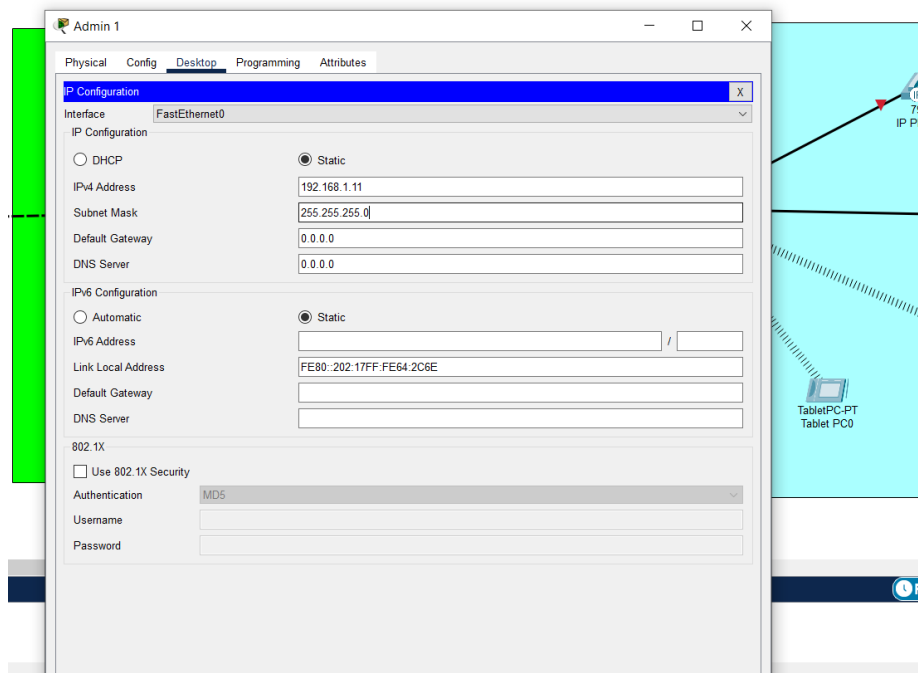 Admin 1
Physical Config Desktop Programming Attributes
IP Configuration X
Interface FastEthernet0
IP Configuration
DHCP Static
IPv4 Address 192.168.1.11
Subnet Mask 255.255.255.0
Default Gateway 0.0.0.0
DNS Server 0.0.0.0
IPv6 Configuration
Automatic Static
IPv6 Address /
Link Local Address FE80::202:17FF:FE64:2C6E
Default Gateway
DNS Server
802.1X
Use 802.1X Security
Authentication MD5
Username
Password
IP P
TabletPC-PT
Tablet PC0